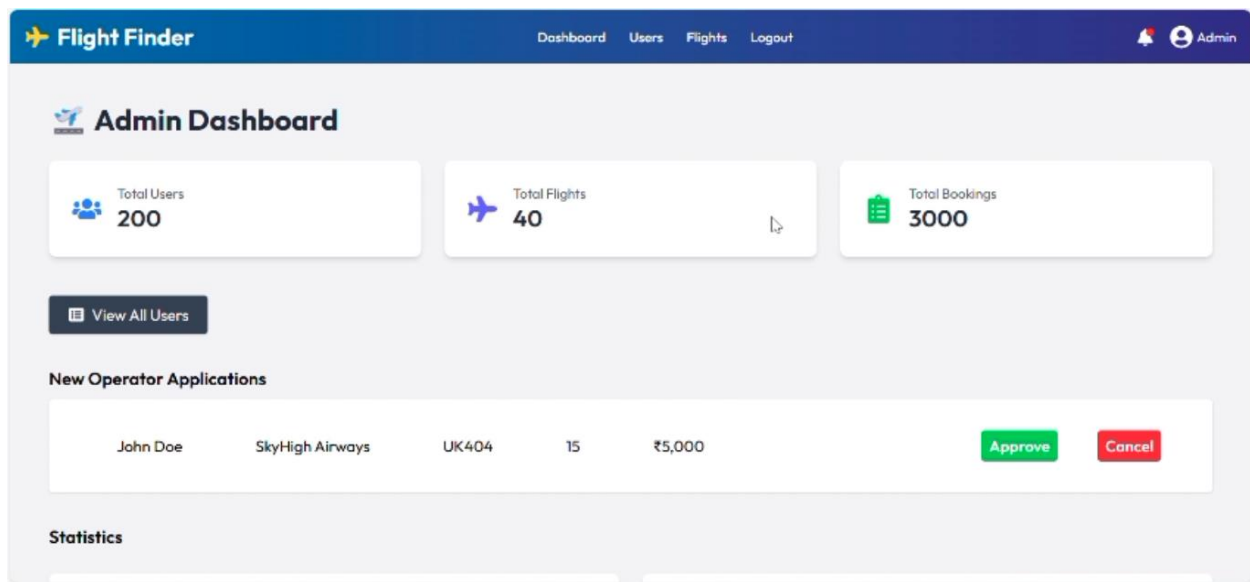 Flight Finder Dashboard Users Flights Logout Admin
Admin Dashboard
Total Users
200
Total Flights
40
Total Bookings
3000
View All Users
New Operator Applications
John Doe SkyHigh Airways UK404 15 ₹5,000 Approve Cancel
Statistics